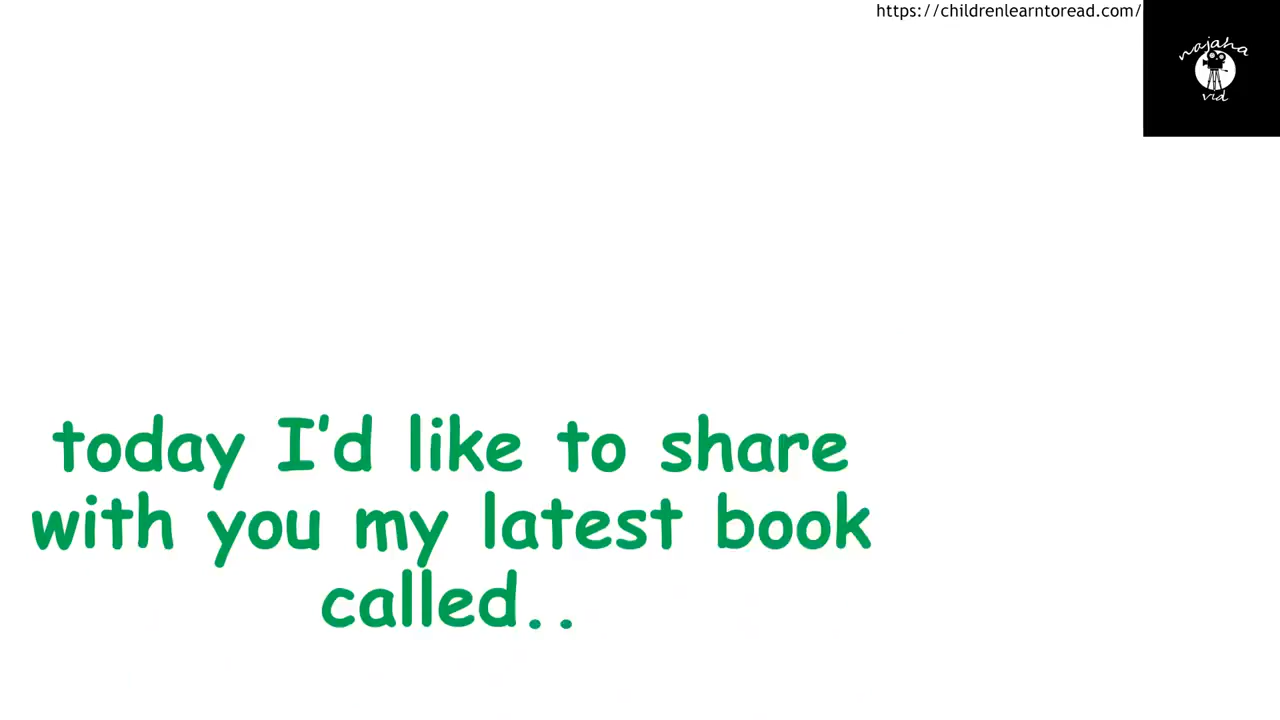 https://childrenlearntoread.com/
najaha
vid
today I'd like to share
with you my latest book
called..